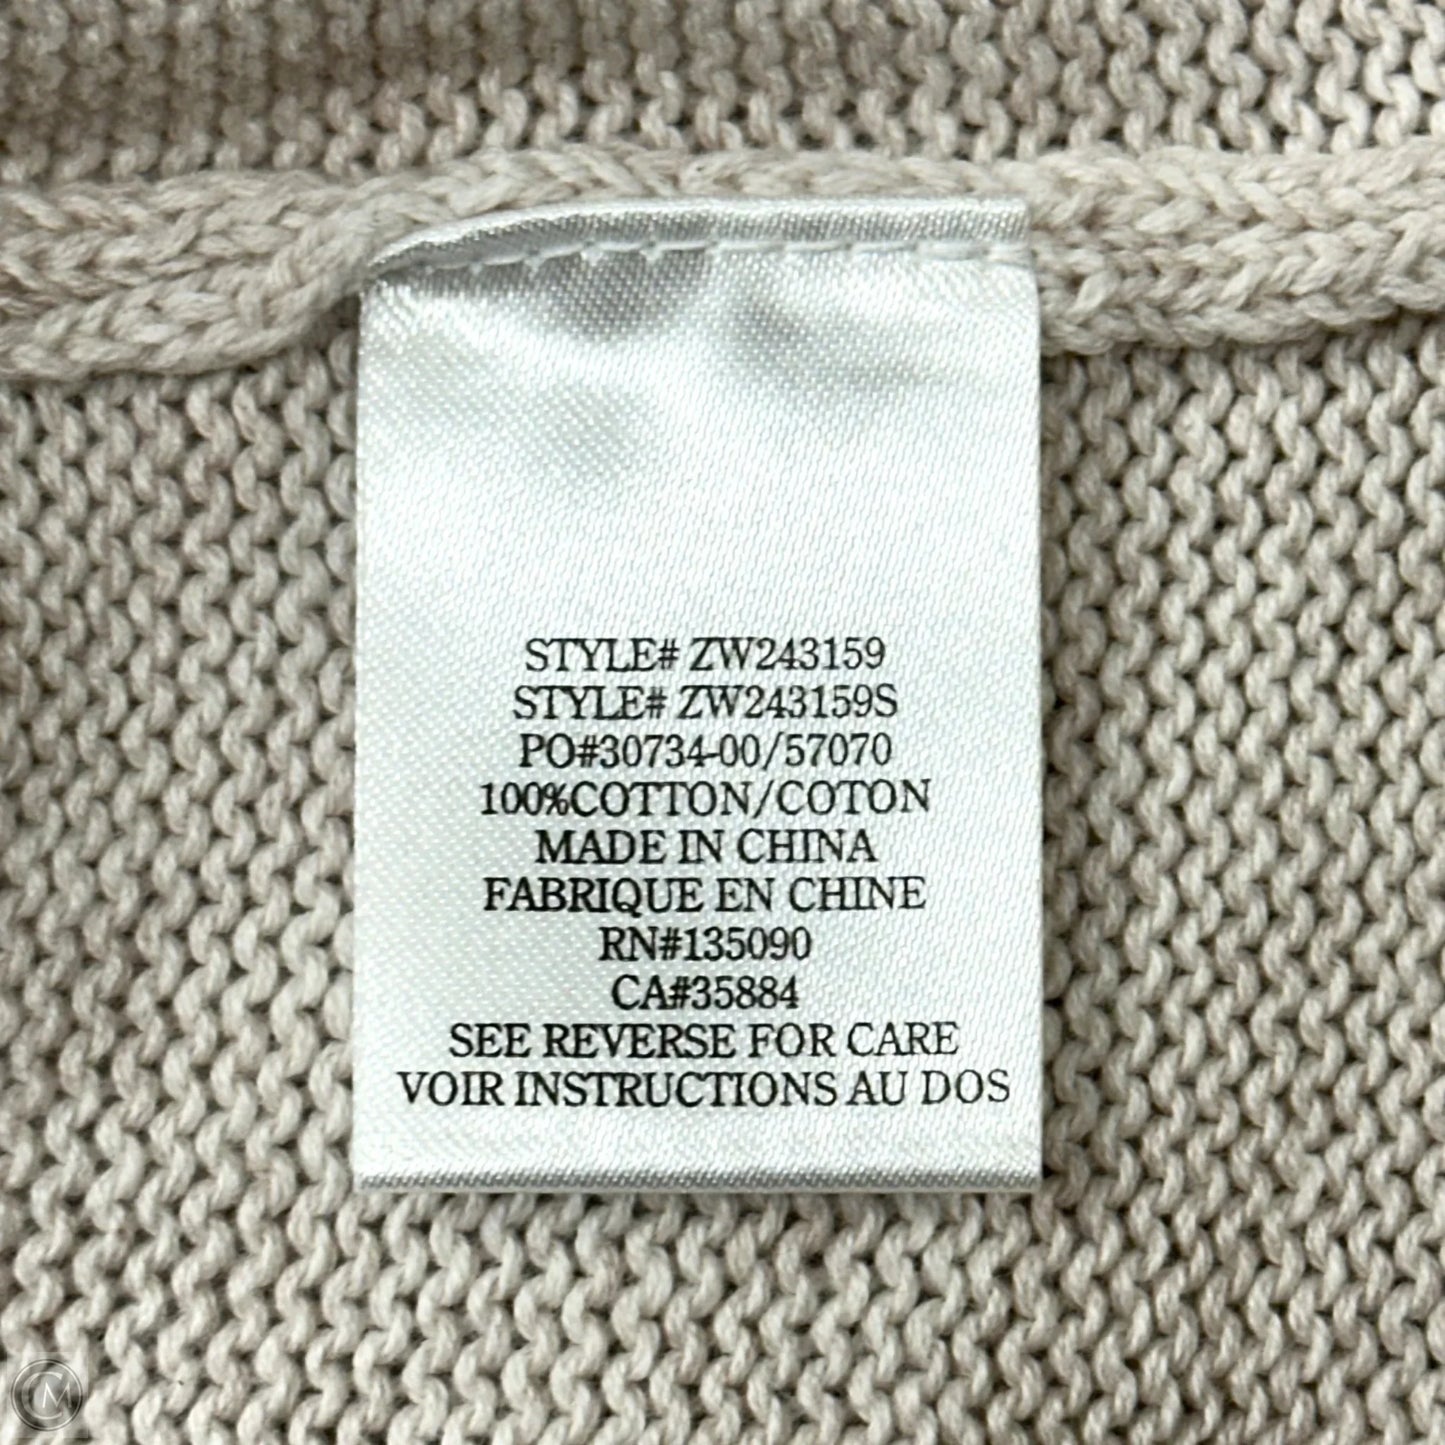 STYLE# ZW243159
STYLE# ZW243159S
PO#30734-00/57070
100%COTTON/COTON
MADE IN CHINA
FABRIQUE EN CHINE
RN#135090
CA#35884
SEE REVERSE FOR CARE
VOIR INSTRUCTIONS AU DOS
CM